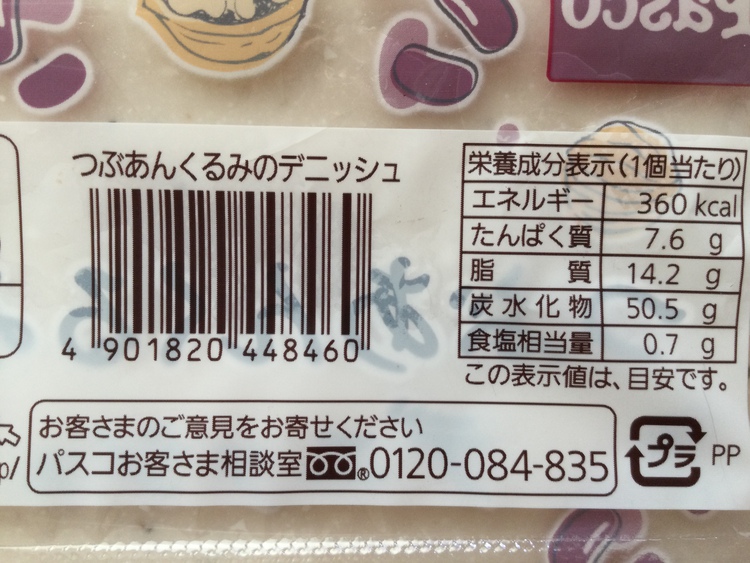 Pasco
つぶあんくるみのデニッシュ
4 901820 448460
栄養成分表示(1個当たり)
エネルギー 360 kcal
たんぱく質 7.6 g
脂質 14.2 g
炭水化物 50.5 g
食塩相当量 0.7 g
この表示値は、目安です。
お客さまのご意見をお寄せください
パスコお客さま相談室 ® 0120-084-835
プラ PP
p/